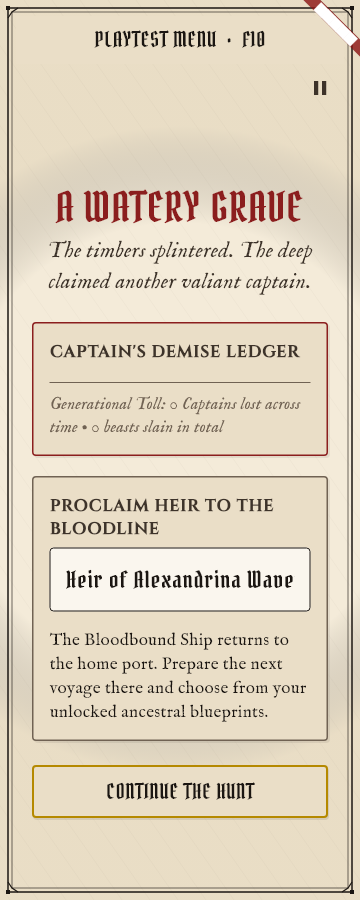 PLAYTEST MENU · F10
A WATERY GRAVE
The timbers splintered. The deep
claimed another valiant captain.
CAPTAIN'S DEMISE LEDGER
Generational Toll: 0 Captains lost across
time • 0 beasts slain in total
PROCLAIM HEIR TO THE
BLOODLINE
Heir of Alexandrina Wave
The Bloodbound Ship returns to
the home port. Prepare the next
voyage there and choose from your
unlocked ancestral blueprints.
CONTINUE THE HUNT